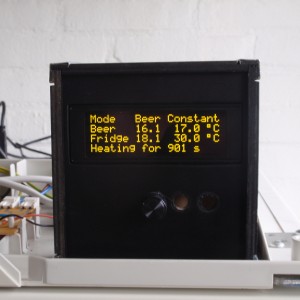 Mode Beer Constant
Beer 16.1 17.0 °C
Fridge 18.1 30.0 °C
Heating for 901 s